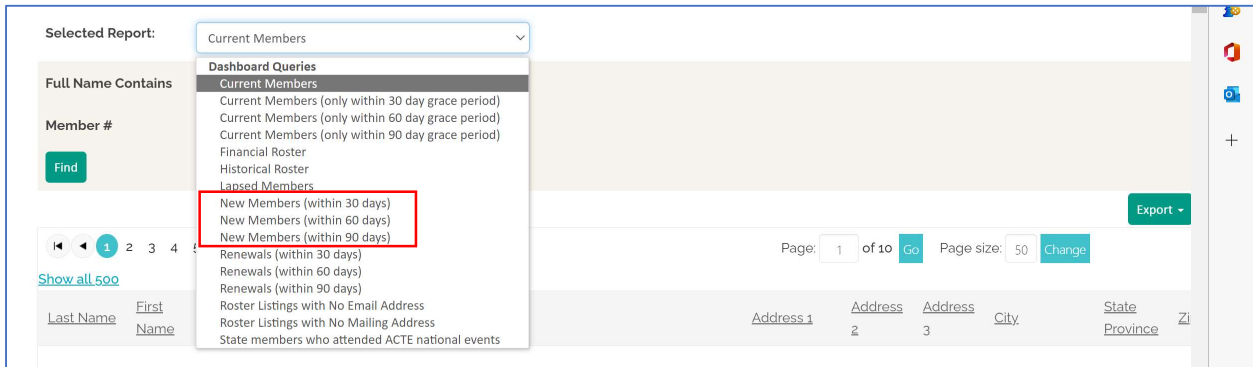 Selected Report:
Current Members
Dashboard Queries
Current Members
Current Members (only within 30 day grace period)
Current Members (only within 60 day grace period)
Current Members (only within 90 day grace period)
Financial Roster
Historical Roster
Lapsed Members
New Members (within 30 days)
New Members (within 60 days)
New Members (within 90 days)
Renewals (within 30 days)
Renewals (within 60 days)
Renewals (within 90 days)
Roster Listings with No Email Address
Roster Listings with No Mailing Address
State members who attended ACTE national events
Full Name Contains
Member #
Find
Export
1 2 3 4
Page: 1 of 10 Go Page size: 50 Change
Show all 500
Last Name
First
Name
Address 1
Address
2
Address
3
City
State
Province